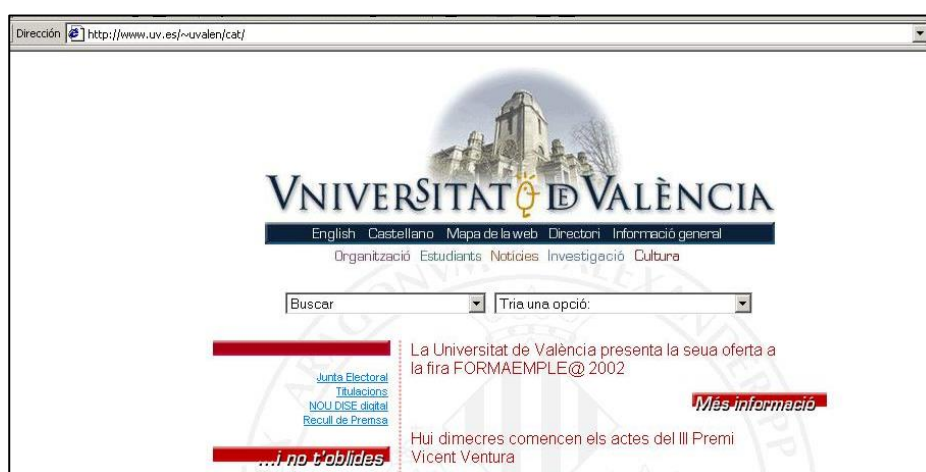 Dirección http://www.uv.es/~uvalen/cat/
VNIVERSITAT DE VALÈNCIA
English Castellano Mapa de la web Directori Informació general
Organització Estudiants Noticies Investigació Cultura
Buscar Tria una opció:
La Universitat de València presenta la seua oferta a
la fira FORMAEMPLE@ 2002
Junta Electoral
Titulacions
NOU DISE digital
Recull de Premsa
Més informació
...i no t'oblides
Hui dimecres comencen els actes del III Premi
Vicent Ventura